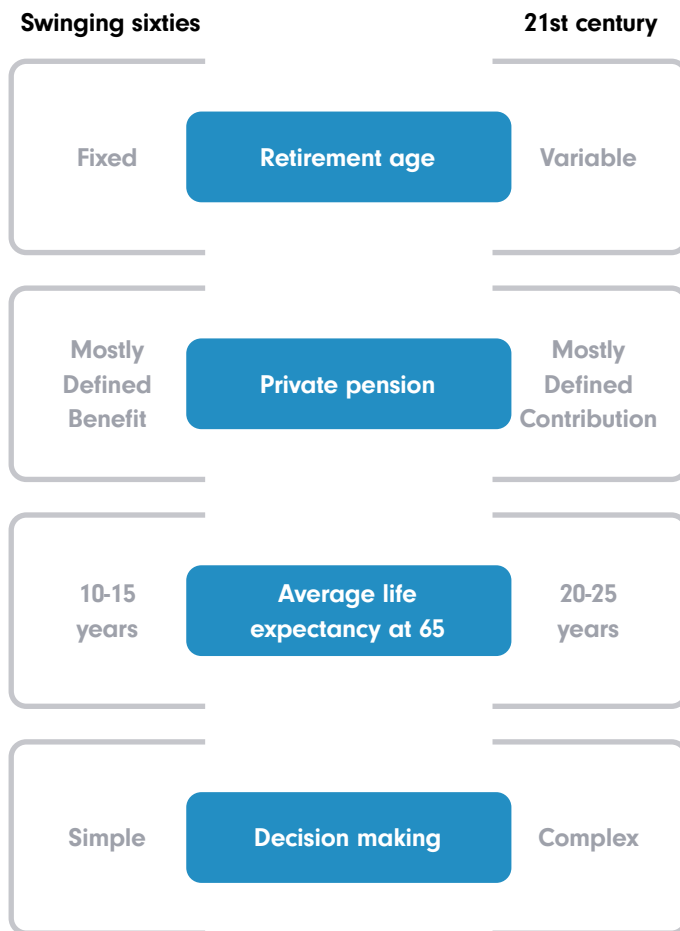 Swinging sixties
21st century
Fixed
Retirement age
Variable
Mostly
Defined
Benefit
Private pension
Mostly
Defined
Contribution
10-15
years
Average life
expectancy at 65
20-25
years
Simple
Decision making
Complex